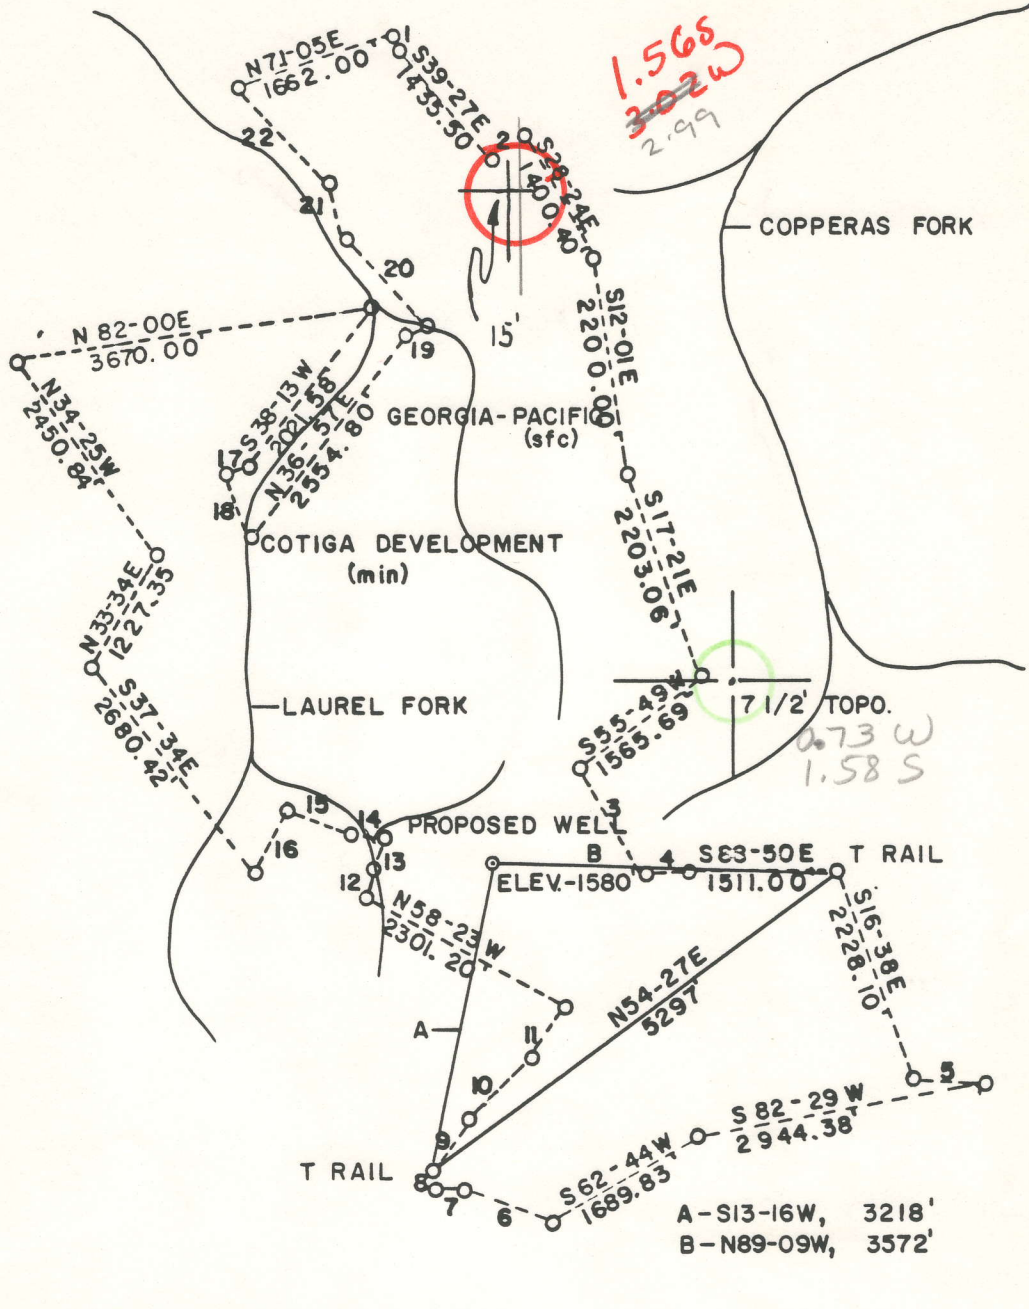 N71-05E
1662.00'
1
S39-27E
1435.50
2
S28-24E
1400.40
1.56S
3.02W
2.99
22
21
20
19
COPPERAS FORK
15'
N 82-00E
3670.00'
S12-01E
2200.00
N34-25W
2450.84
S 38-13W
2021.58
N 36-57E
2554.80
17
18
GEORGIA-PACIFIC
(sfc)
COTIGA DEVELOPMENT
(min)
S17-21E
2203.06'
N33-34E
1227.35
S37-34E
2680.42'
LAUREL FORK
S55-49W
1565.69'
7 1/2' TOPO.
0.73 W
1.58 S
3
15
14
16
13
12
PROPOSED WELL
B
4
S83-50E
1511.00'
T RAIL
ELEV.-1580'
N58-23W
2301.20
S16-38E
2228.10
N54-27E
5297'
A
11
10
9
5
S 82-29 W
2944.38'
T RAIL
8
7
6
S62-44W
1689.83'
A-S13-16W, 3218'
B-N89-09W, 3572'